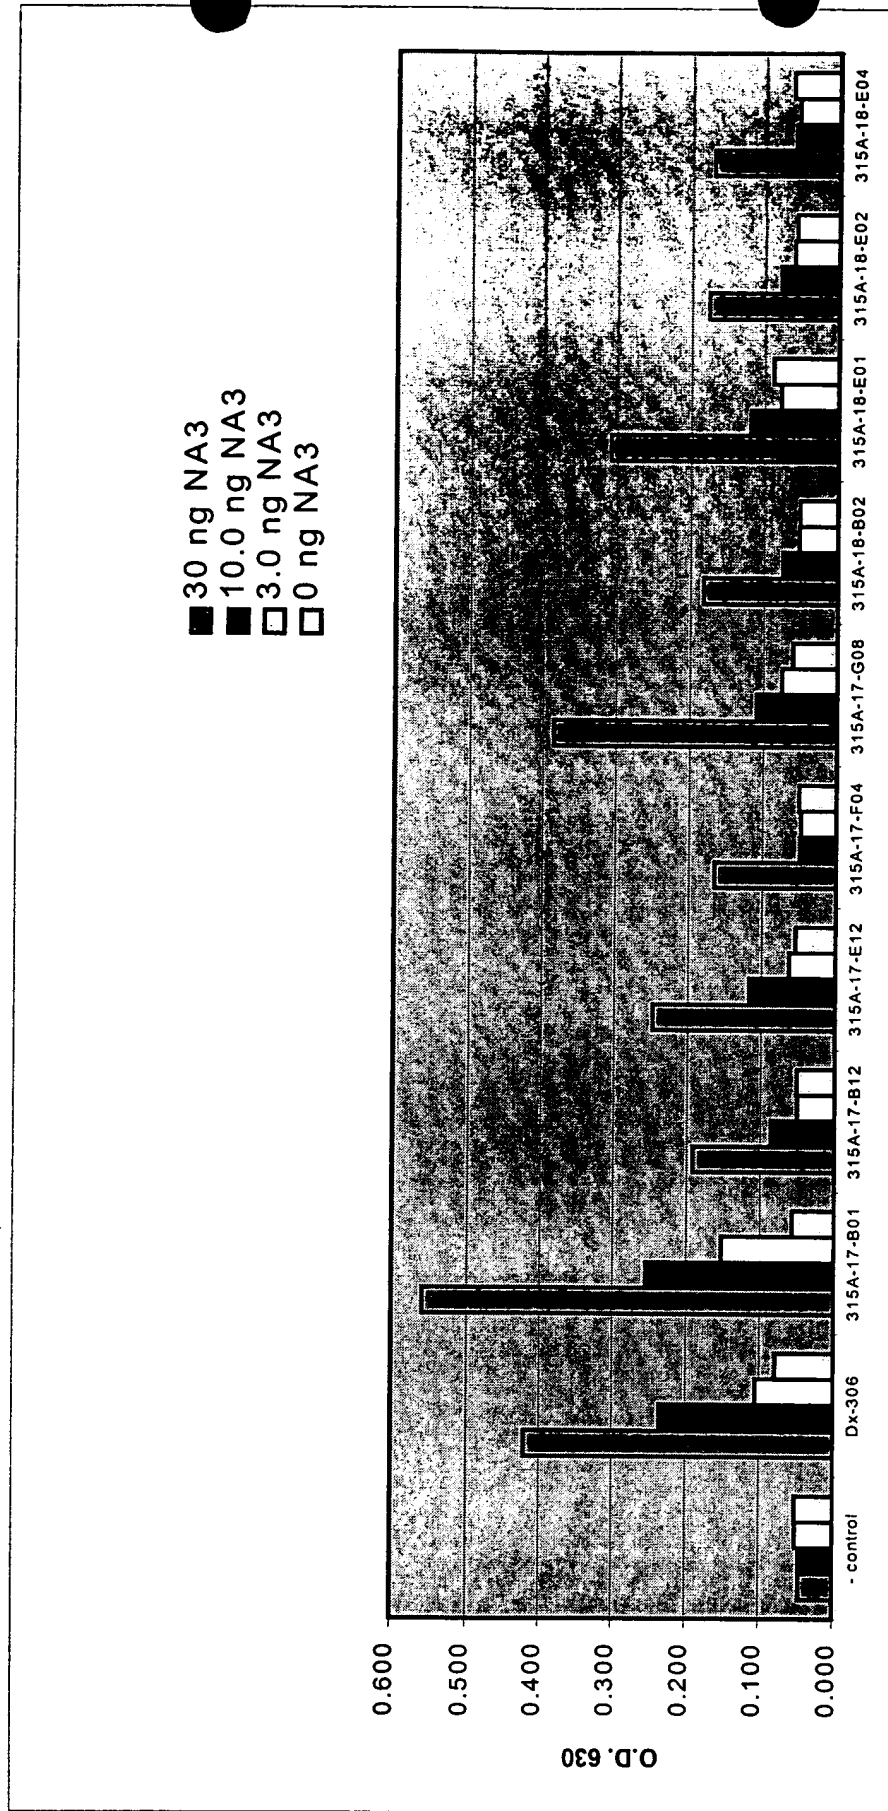 30 ng NA3
10.0 ng NA3
3.0 ng NA3
0 ng NA3
0.600
0.500
0.400
0.300
0.200
0.100
0.000
O.D. 630
- control
Dx-306
315A-17-B01
315A-17-B12
315A-17-E12
315A-17-F04
315A-17-G08
315A-18-B02
315A-18-E01
315A-18-E02
315A-18-E04